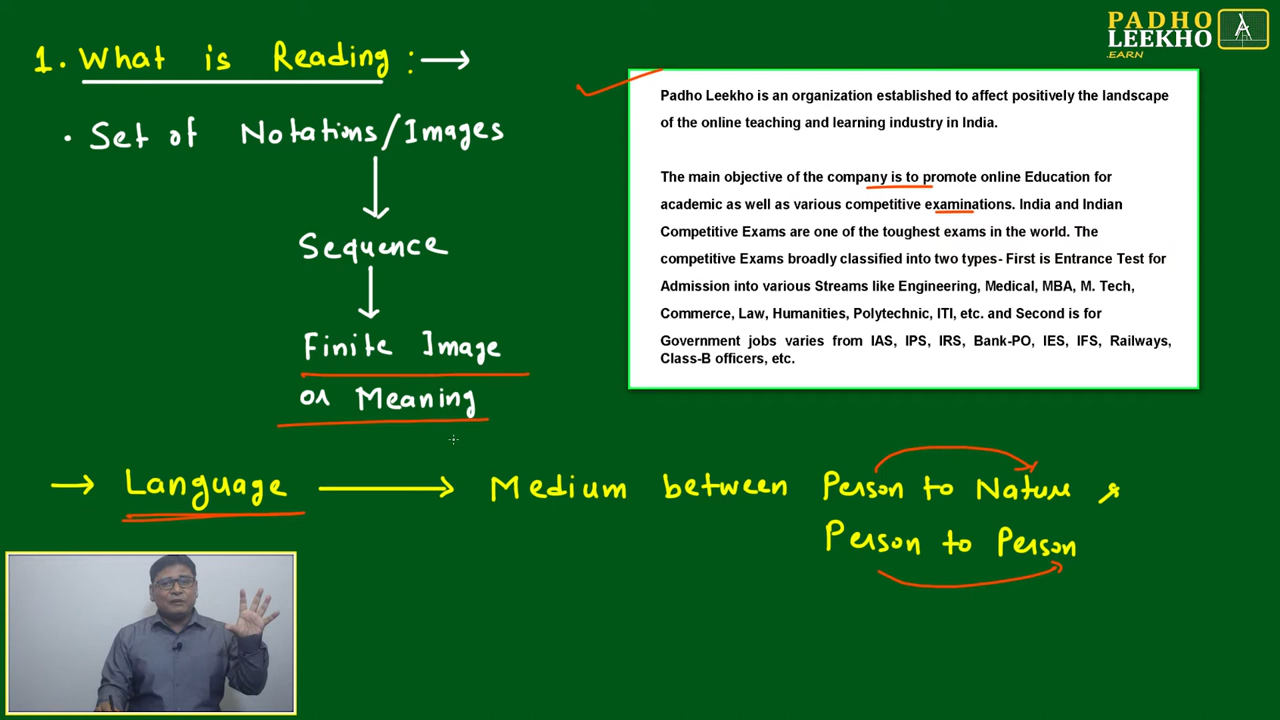 1. What is Reading :→
PADHO
LEEKHO
.EARN
• Set of Notations/Images
Sequence
Finite Image
or Meaning
Padho Leekho is an organization established to affect positively the landscape
of the online teaching and learning industry in India.
The main objective of the company is to promote online Education for
academic as well as various competitive examinations. India and Indian
Competitive Exams are one of the toughest exams in the world. The
competitive Exams broadly classified into two types- First is Entrance Test for
Admission into various Streams like Engineering, Medical, MBA, M. Tech,
Commerce, Law, Humanities, Polytechnic, ITI, etc. and Second is for
Government jobs varies from IAS, IPS, IRS, Bank-PO, IES, IFS, Railways,
Class-B officers, etc.
→ Language → Medium between Person to Nature &
Person to Person